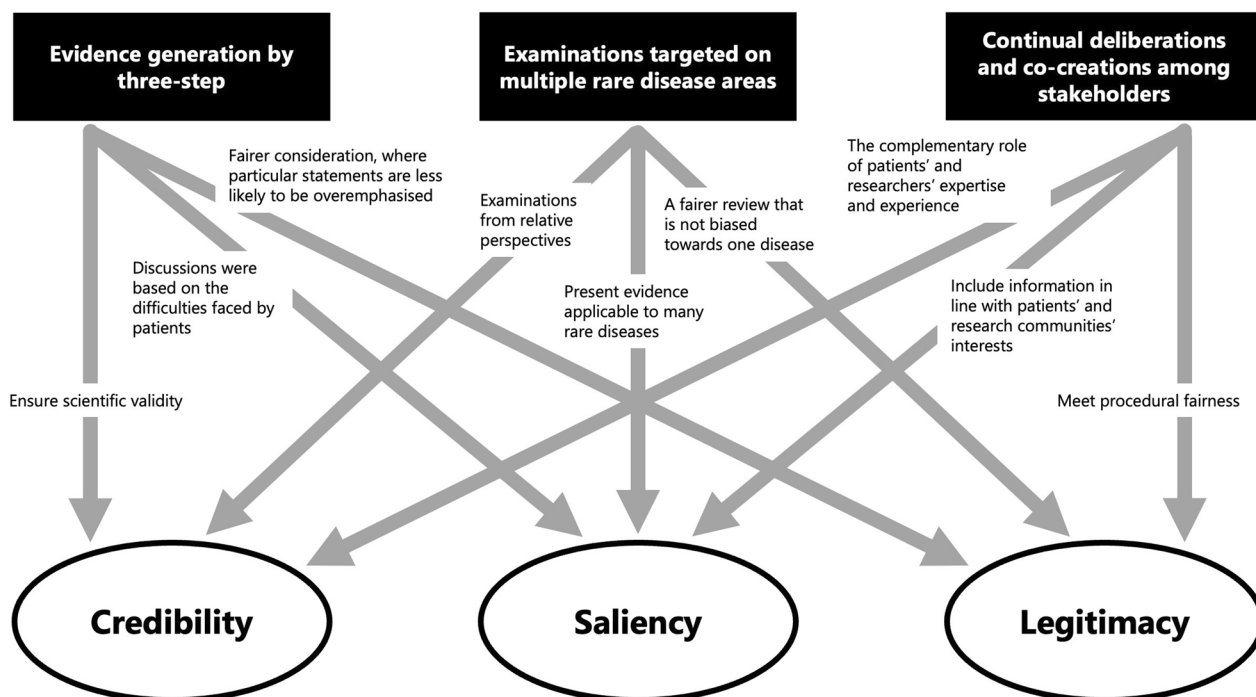 Evidence generation by
three-step
Examinations targeted on
multiple rare disease areas
Continual deliberations
and co-creations among
stakeholders
Fairer consideration, where
particular statements are less
likely to be overemphasised
Examinations
from relative
perspectives
A fairer review that
is not biased
towards one disease
The complementary role
of patients' and
researchers' expertise
and experience
Discussions were
based on the
difficulties faced by
patients
Present evidence
applicable to many
rare diseases
Include information in
line with patients' and
research communities'
interests
Ensure scientific validity
Meet procedural fairness
Credibility
Saliency
Legitimacy